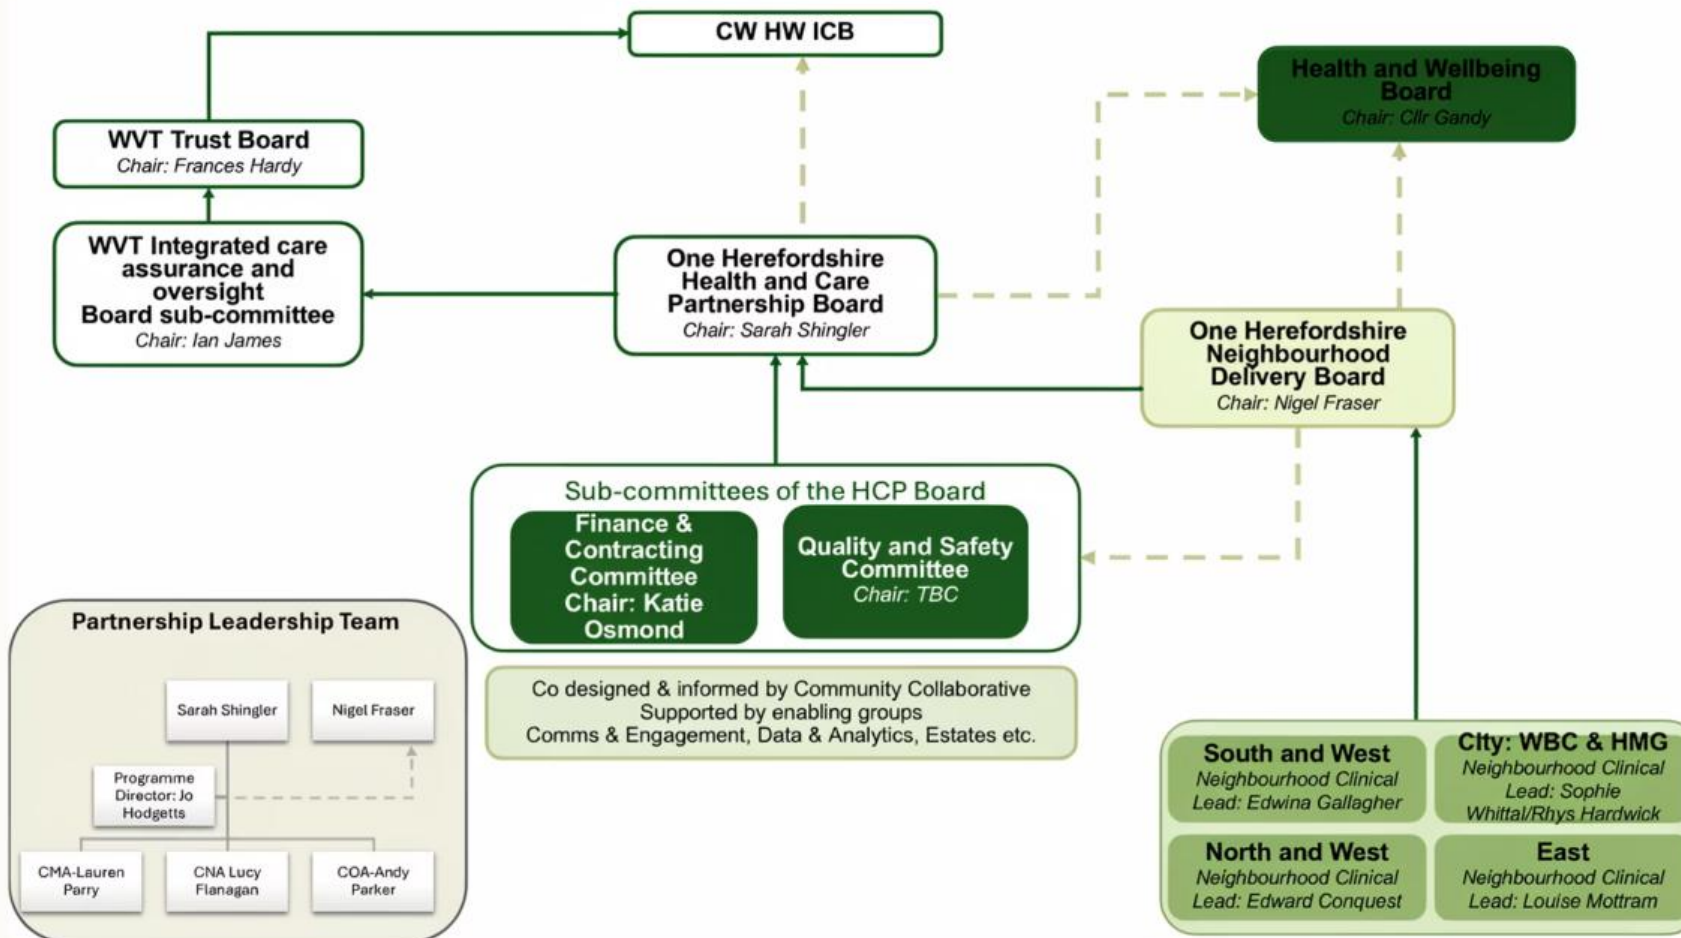 CW HW ICB
Health and Wellbeing
Board
Chair: Cllr Gandy
WVT Trust Board
Chair: Frances Hardy
WVT Integrated care
assurance and
oversight
Board sub-committee
Chair: Ian James
One Herefordshire
Health and Care
Partnership Board
Chair: Sarah Shingler
One Herefordshire
Neighbourhood
Delivery Board
Chair: Nigel Fraser
Sub-committees of the HCP Board
Finance &
Contracting
Committee
Chair: Katie
Osmond
Quality and Safety
Committee
Chair: TBC
Co designed & informed by Community Collaborative
Supported by enabling groups
Comms & Engagement, Data & Analytics, Estates etc.
Partnership Leadership Team
Sarah Shingler
Nigel Fraser
Programme
Director: Jo
Hodgetts
CMA-Lauren
Parry
CNA Lucy
Flanagan
COA-Andy
Parker
South and West
Neighbourhood Clinical
Lead: Edwina Gallagher
CIty: WBC & HMG
Neighbourhood Clinical
Lead: Sophie
Whittal/Rhys Hardwick
North and West
Neighbourhood Clinical
Lead: Edward Conquest
East
Neighbourhood Clinical
Lead: Louise Mottram